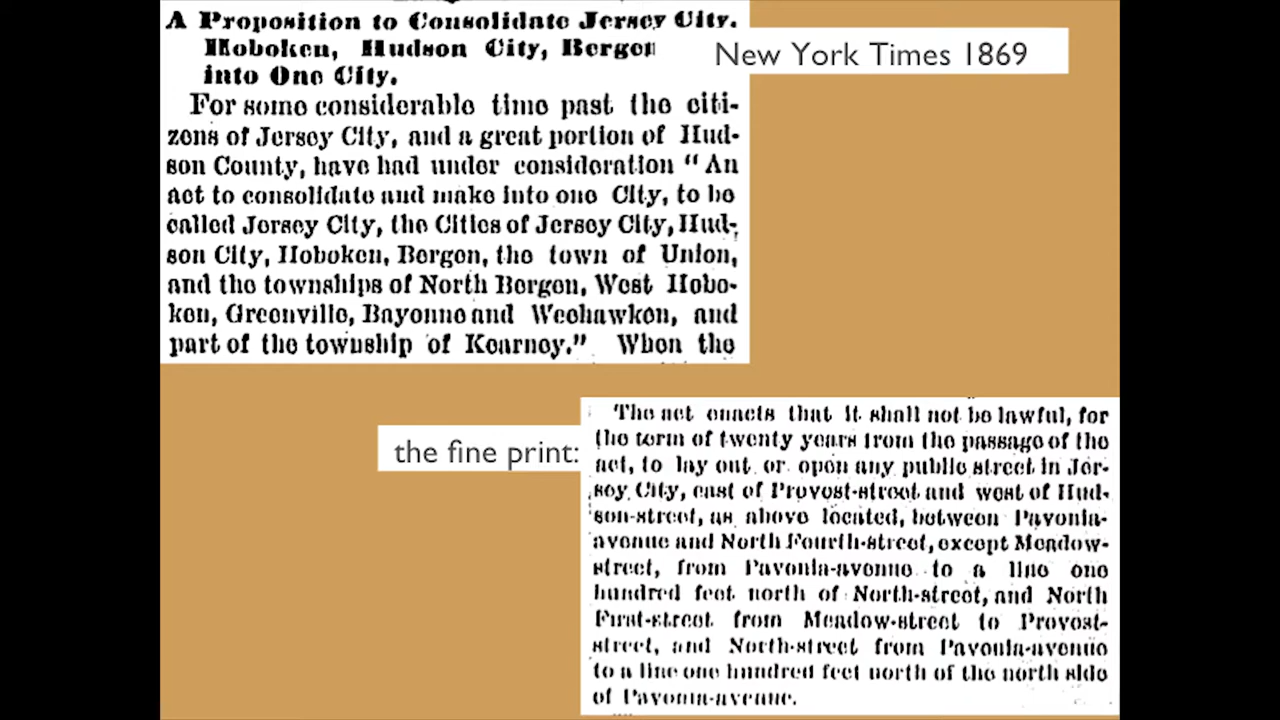 A Proposition to Consolidate Jersey City.
Hoboken, Hudson City, Bergen
into One City.
For some considerable time past the citi-
zens of Jersey City, and a great portion of Hud-
son County, have had under consideration “An
act to consolidate and make into one City, to be
called Jersey City, the Cities of Jersey City, Hud-
son City, Hoboken, Bergen, the town of Union,
and the townships of North Bergen, West Hobo-
ken, Greenville, Bayonne and Weehawken, and
part of the township of Kearney.” When the
New York Times 1869
the fine print:
The act enacts that it shall not be lawful, for
the term of twenty years from the passage of the
act, to lay out or open any public street in Jer-
sey City, east of Provost-street and west of Hud-
son-street, as above located, between Pavonia-
avenue and North Fourth-street, except Meadow-
street, from Pavonia-avenue to a line one
hundred feet north of North-street, and North
First-street from Meadow-street to Provost-
street, and North-street from Pavonia-avenue
to a line one hundred feet north of the north side
of Pavonia-avenue.